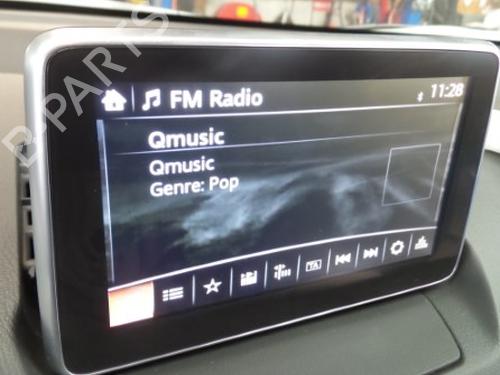 FM Radio
11:28
Qmusic
Qmusic
Genre: Pop
TA
B-PARTS